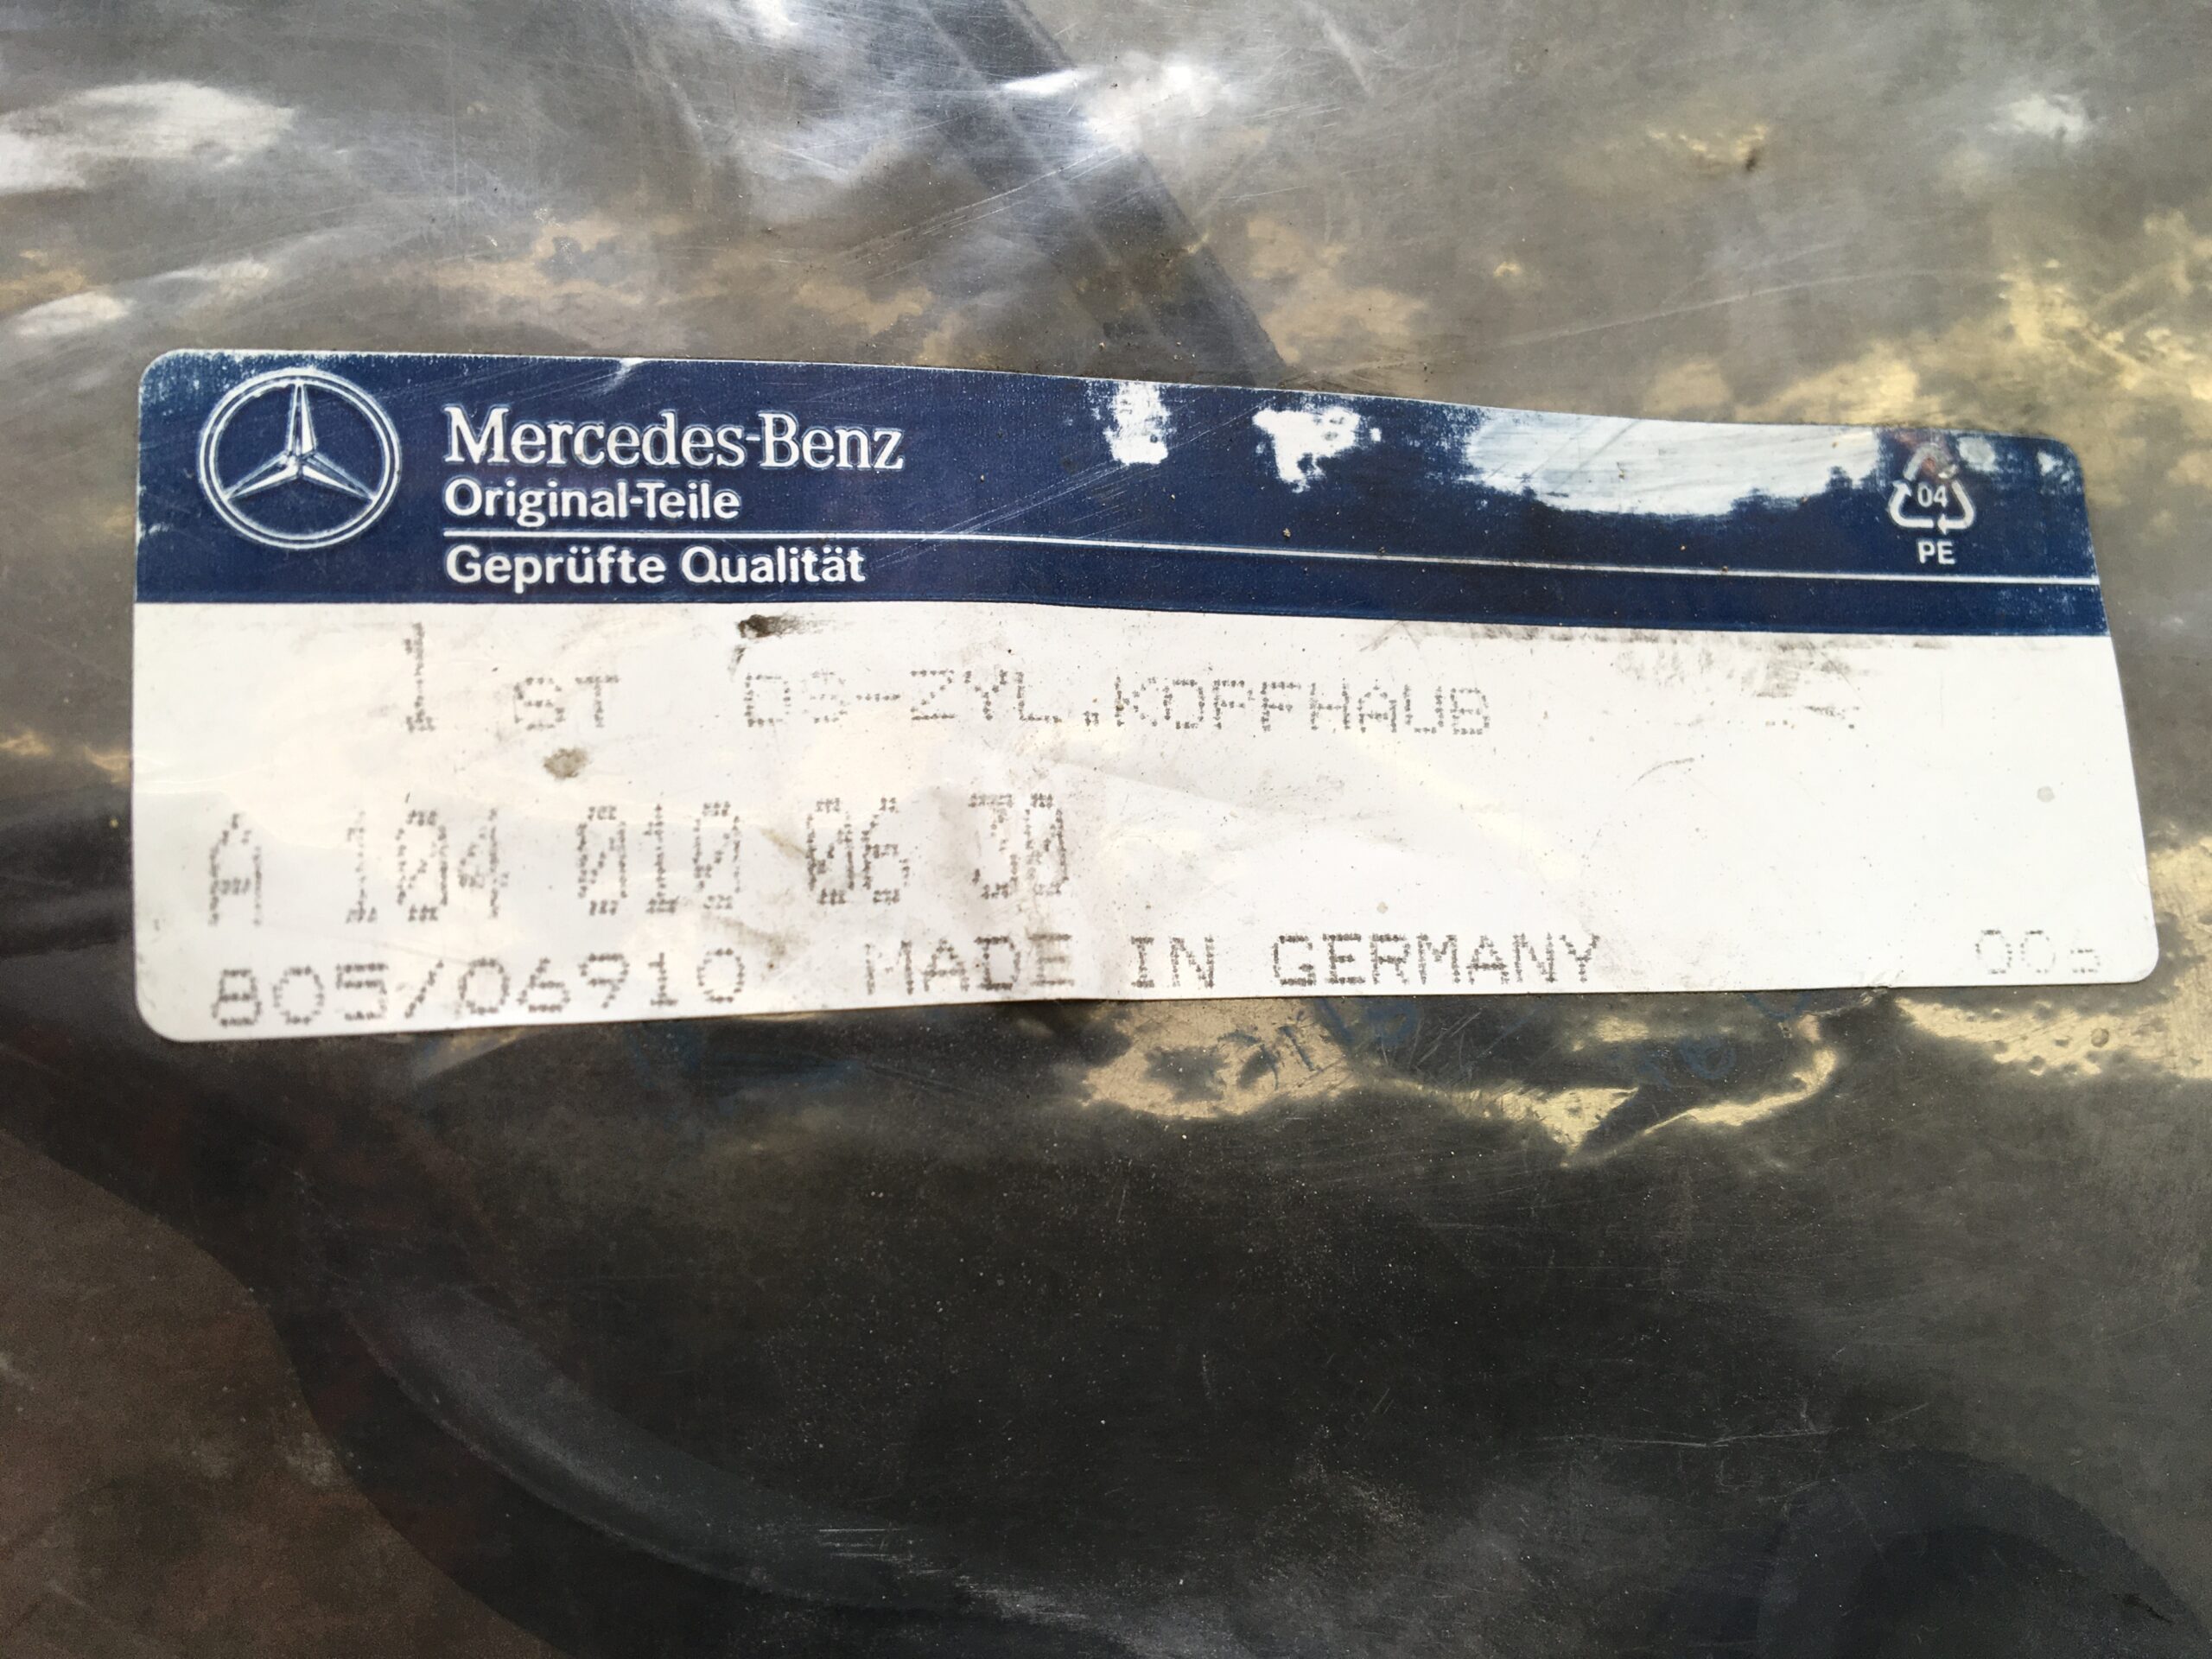 Mercedes-Benz
Original-Teile
Geprüfte Qualität
04
PE
1 ST DS-ZYL.KOPFHAUB
A 104 010 06 30
805/06910 MADE IN GERMANY